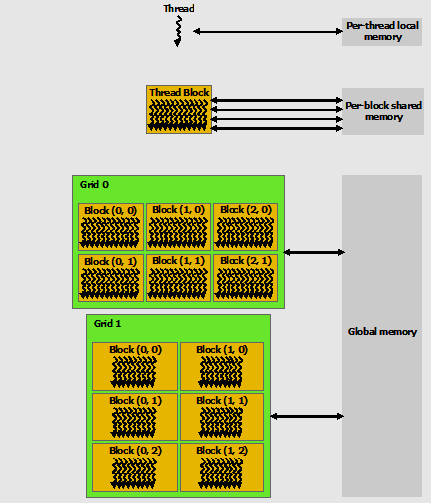 Thread
Per-thread local
memory
Thread Block
Per-block shared
memory
Grid 0
Block (0, 0) Block (1, 0) Block (2, 0)
Block (0, 1) Block (1, 1) Block (2, 1)
Global memory
Grid 1
Block (0, 0) Block (1, 0)
Block (0, 1) Block (1, 1)
Block (0, 2) Block (1, 2)